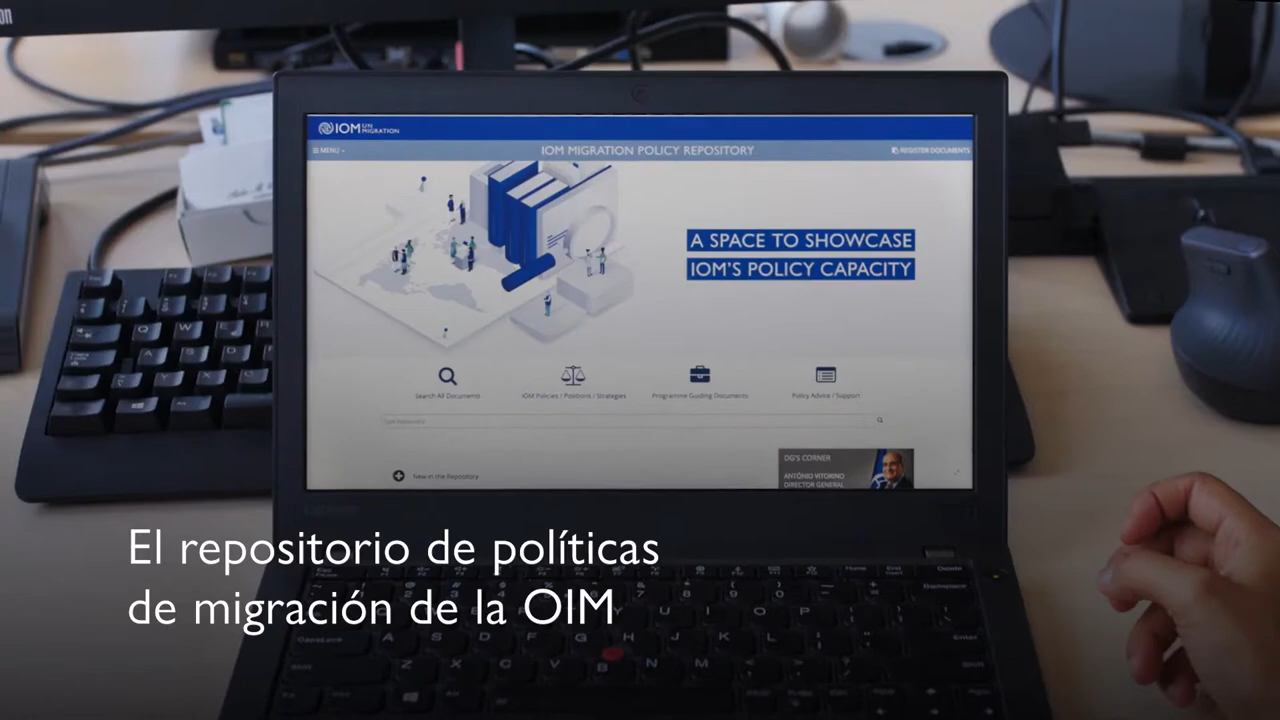 IOM UN MIGRATION
MENU
IOM MIGRATION POLICY REPOSITORY
REGISTER DOCUMENTS
A SPACE TO SHOWCASE
IOM'S POLICY CAPACITY
Search All Documents
IOM Policies / Positions / Strategies
Programme Guiding Documents
Policy Advice / Support
New in the Repository
DG'S CORNER
ANTÓNIO VITORINO
DIRECTOR GENERAL
El repositorio de políticas
de migración de la OIM